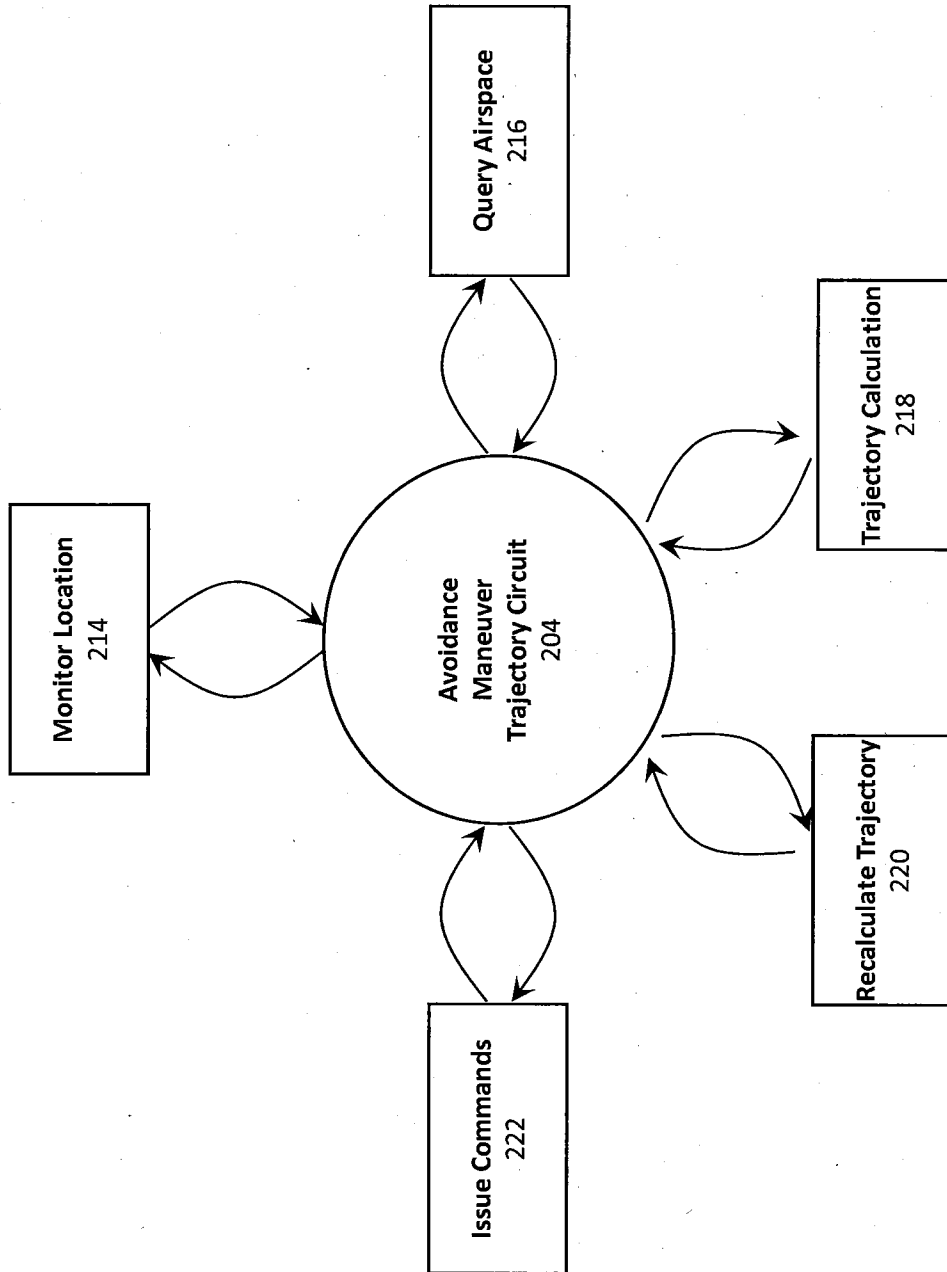 Monitor Location
214
Query Airspace
216
Avoidance
Maneuver
Trajectory Circuit
204
Issue Commands
222
Trajectory Calculation
218
Recalculate Trajectory
220